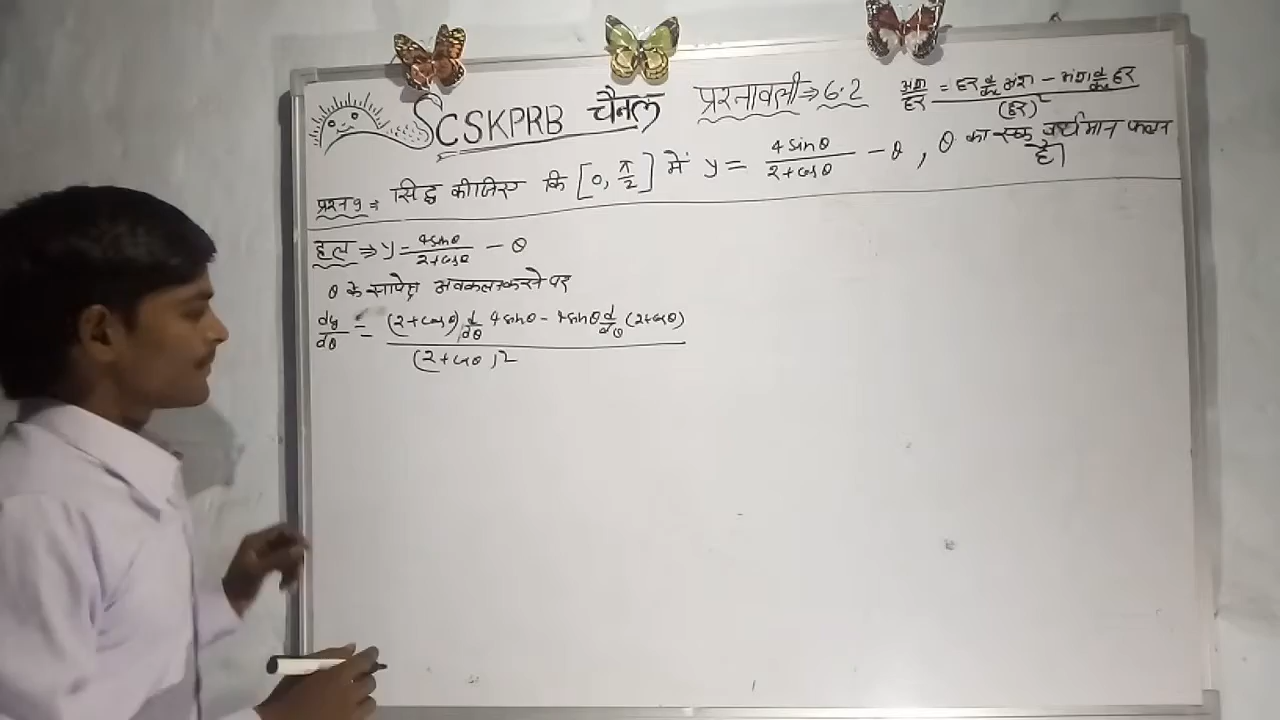 SCSKPRB चैनल प्रश्नावली⇒6.2
अंश/हर = हर d/dx अंश - अंश d/dx हर / (हर)²
प्रश्न9⇒ सिद्ध कीजिए कि [0, π/2] में y = 4sinθ/2+cosθ - θ, θ का एक वर्धमान फलन है।
हल ⇒ y = 4sinθ/2+cosθ - θ
θ के सापेक्ष अवकलन करने पर
dy/dθ = (2+cosθ) d/dθ 4sinθ - 4sinθ d/dθ (2+cosθ) / (2+cosθ)2